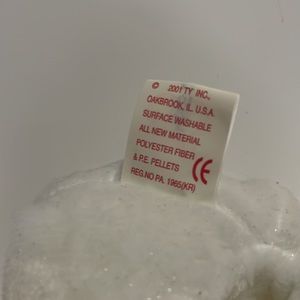 © 2001 TY INC.,
OAKBROOK, IL. U.S.A.
SURFACE WASHABLE
ALL NEW MATERIAL
POLYESTER FIBER
& P.E. PELLETS CE
REG.NO PA. 1965(KR)